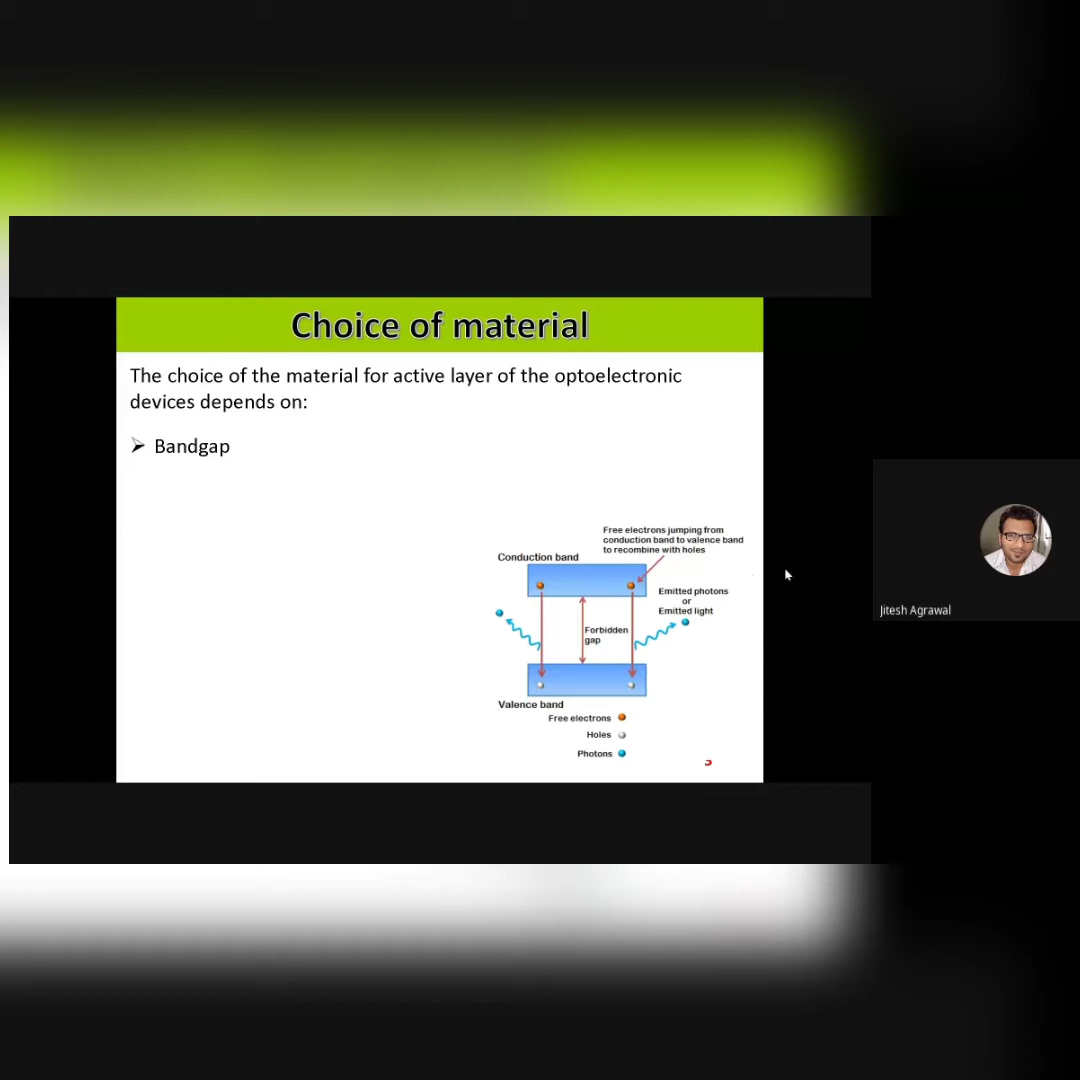 Choice of material
The choice of the material for active layer of the optoelectronic
devices depends on:
➢ Bandgap
Free electrons jumping from
conduction band to valence band
to recombine with holes
Conduction band
Emitted photons
or
Emitted light
Forbidden
gap
Valence band
Free electrons
Holes
Photons
Jitesh Agrawal